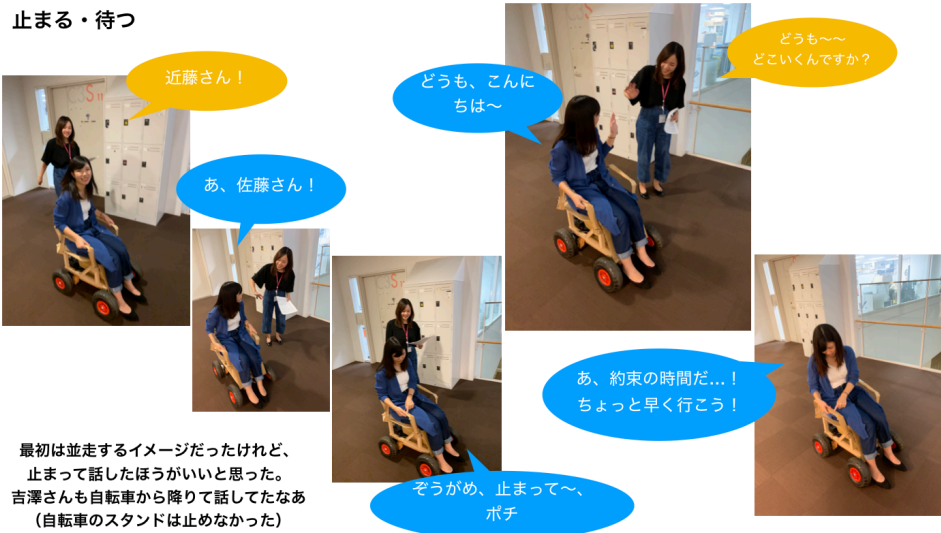 止まる・待つ
近藤さん！
あ、佐藤さん！
ぞうがめ、止まって〜、
ポチ
どうも、こんに
ちは〜
どうも〜〜
どこいくんですか？
あ、約束の時間だ...！
ちょっと早く行こう！
最初は並走するイメージだったけれど、
止まって話したほうがいいと思った。
吉澤さんも自転車から降りて話してたなあ
（自転車のスタンドは止めなかった）